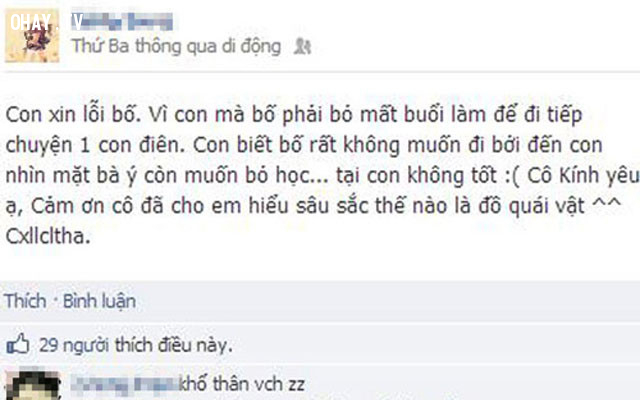 OHAY.TV
Thứ Ba thông qua di động
Con xin lỗi bố. Vì con mà bố phải bỏ mất buổi làm để đi tiếp
chuyện 1 con điên. Con biết bố rất không muốn đi bởi đến con
nhìn mặt bà ý còn muốn bỏ học... tại con không tốt :( Cô Kính yêu
ạ, Cảm ơn cô đã cho em hiểu sâu sắc thế nào là đồ quái vật ^^
Cxllcltha.
Thích · Bình luận
29 người thích điều này.
khổ thân vch zz